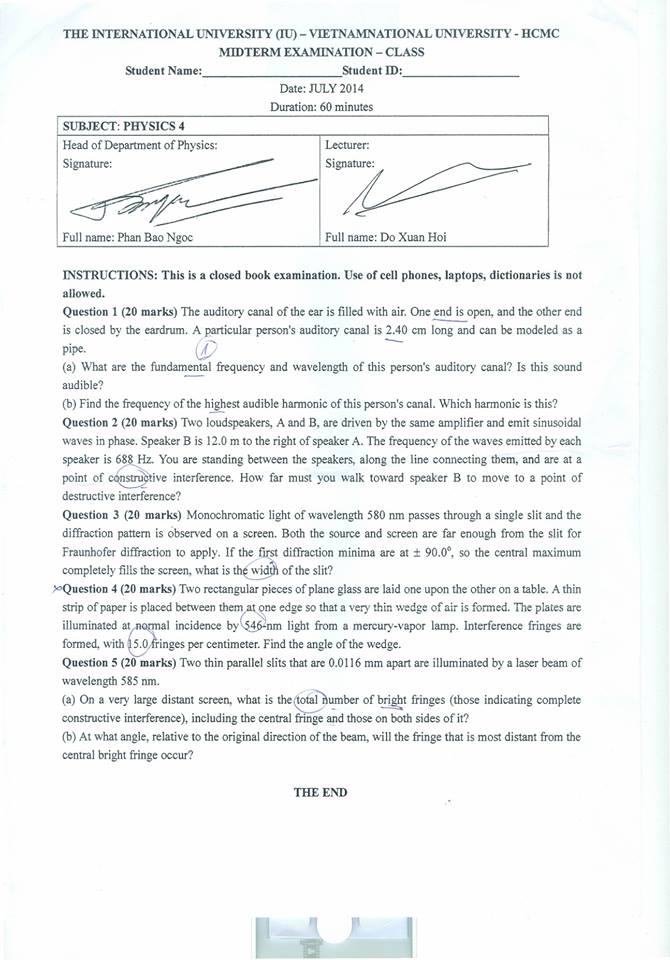 THE INTERNATIONAL UNIVERSITY (IU) – VIETNAMNATIONAL UNIVERSITY - HCMC
MIDTERM EXAMINATION – CLASS
Student Name:____________________Student ID:____________________
Date: JULY 2014
Duration: 60 minutes
SUBJECT: PHYSICS 4
Head of Department of Physics:
Signature:
Full name: Phan Bao Ngoc
Lecturer:
Signature:
Full name: Do Xuan Hoi
INSTRUCTIONS: This is a closed book examination. Use of cell phones, laptops, dictionaries is not
allowed.
Question 1 (20 marks) The auditory canal of the ear is filled with air. One end is open, and the other end
is closed by the eardrum. A particular person's auditory canal is 2.40 cm long and can be modeled as a
pipe.
1
(a) What are the fundamental frequency and wavelength of this person's auditory canal? Is this sound
audible?
(b) Find the frequency of the highest audible harmonic of this person's canal. Which harmonic is this?
Question 2 (20 marks) Two loudspeakers, A and B, are driven by the same amplifier and emit sinusoidal
waves in phase. Speaker B is 12.0 m to the right of speaker A. The frequency of the waves emitted by each
speaker is 688 Hz. You are standing between the speakers, along the line connecting them, and are at a
point of constructive interference. How far must you walk toward speaker B to move to a point of
destructive interference?
Question 3 (20 marks) Monochromatic light of wavelength 580 nm passes through a single slit and the
diffraction pattern is observed on a screen. Both the source and screen are far enough from the slit for
Fraunhofer diffraction to apply. If the first diffraction minima are at ± 90.0⁰, so the central maximum
completely fills the screen, what is the width of the slit?
Question 4 (20 marks) Two rectangular pieces of plane glass are laid one upon the other on a table. A thin
strip of paper is placed between them at one edge so that a very thin wedge of air is formed. The plates are
illuminated at normal incidence by 546-nm light from a mercury-vapor lamp. Interference fringes are
formed, with 15.0 fringes per centimeter. Find the angle of the wedge.
Question 5 (20 marks) Two thin parallel slits that are 0.0116 mm apart are illuminated by a laser beam of
wavelength 585 nm.
(a) On a very large distant screen, what is the total number of bright fringes (those indicating complete
constructive interference), including the central fringe and those on both sides of it?
(b) At what angle, relative to the original direction of the beam, will the fringe that is most distant from the
central bright fringe occur?
THE END